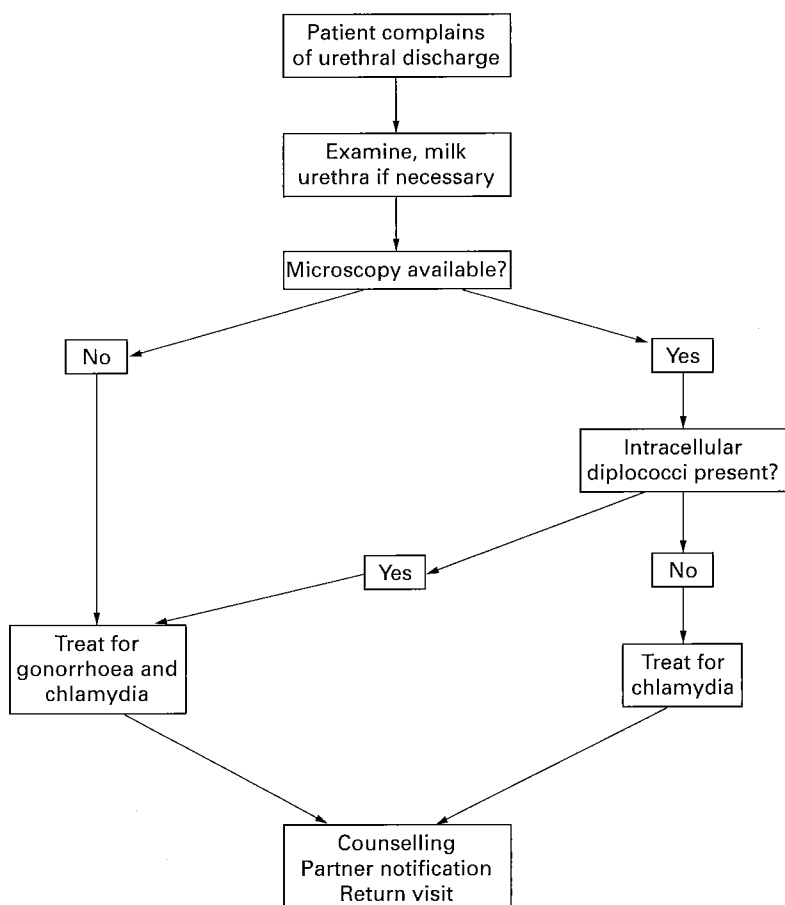 Patient complains
of urethral discharge
Examine, milk
urethra if necessary
Microscopy available?
No
Yes
Intracellular
diplococci present?
Yes
No
Treat for
gonorrhoea and
chlamydia
Treat for
chlamydia
Counselling
Partner notification
Return visit